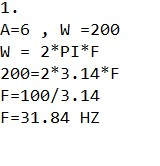 1.
A=6 , W =200
W = 2*PI*F
200=2*3.14*F
F=100/3.14
F=31.84 HZ